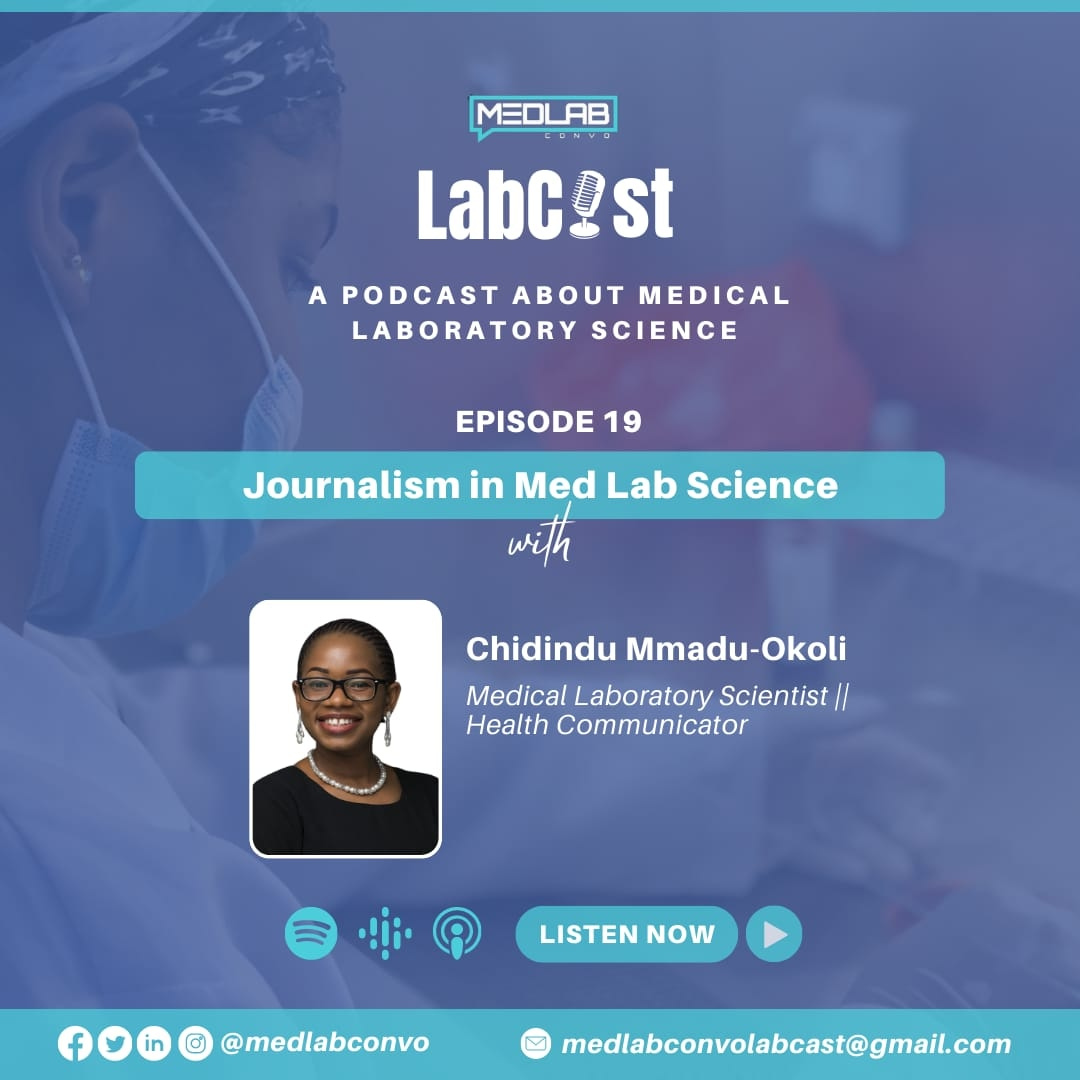 MEDLAB
CONVO
LabCast
A PODCAST ABOUT MEDICAL
LABORATORY SCIENCE
EPISODE 19
Journalism in Med Lab Science
with
Chidindu Mmadu-Okoli
Medical Laboratory Scientist ||
Health Communicator
LISTEN NOW
@medlabconvo
medlabconvolabcast@gmail.com